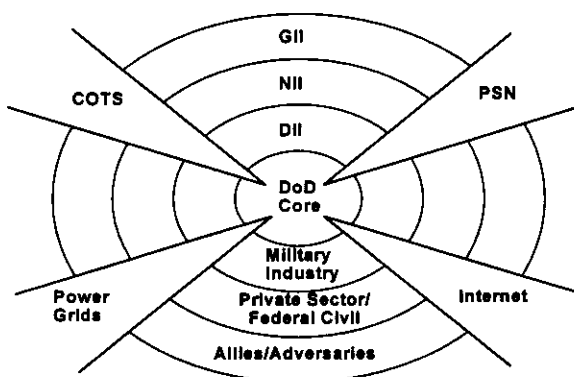 GII
NII
COTS
PSN
DII
DoD
Core
Military
Industry
Power
Grids
Private Sector/
Federal Civil
Internet
Allies/Adversaries